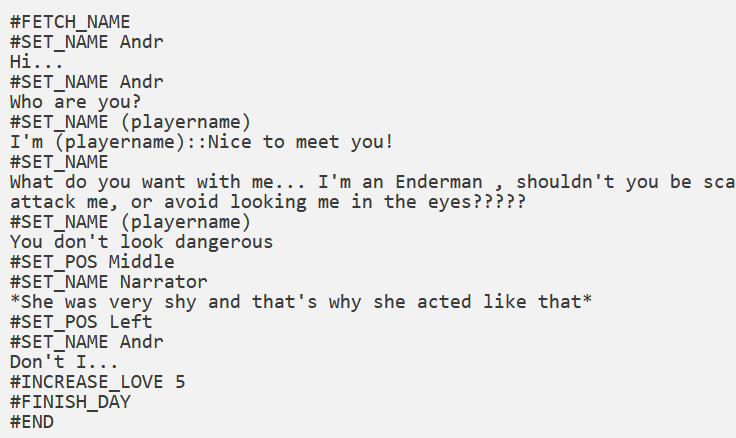 #FETCH_NAME
#SET_NAME Andr
Hi...
#SET_NAME Andr
Who are you?
#SET_NAME (playername)
I'm (playername)::Nice to meet you!
#SET_NAME
What do you want with me... I'm an Enderman , shouldn't you be sca
attack me, or avoid looking me in the eyes?????
#SET_NAME (playername)
You don't look dangerous
#SET_POS Middle
#SET_NAME Narrator
*She was very shy and that's why she acted like that*
#SET_POS Left
#SET_NAME Andr
Don't I...
#INCREASE_LOVE 5
#FINISH_DAY
#END